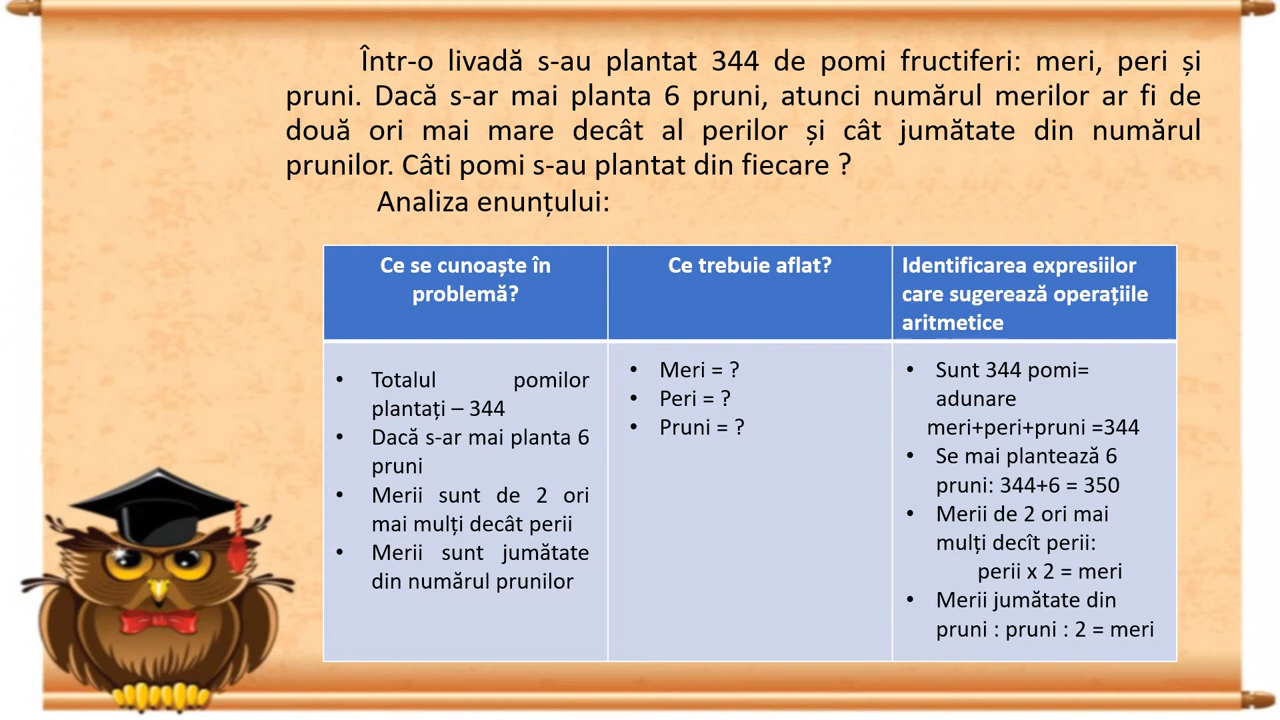 Într-o livadă s-au plantat 344 de pomi fructiferi: meri, peri și
pruni. Dacă s-ar mai planta 6 pruni, atunci numărul merilor ar fi de
două ori mai mare decât al perilor și cât jumătate din numărul
prunilor. Câti pomi s-au plantat din fiecare ?
Analiza enunțului:
Ce se cunoaște în
problemă?
Ce trebuie aflat?
Identificarea expresiilor
care sugerează operațiile
aritmetice
• Totalul pomilor
plantați – 344
• Dacă s-ar mai planta 6
pruni
• Merii sunt de 2 ori
mai mulți decât perii
• Merii sunt jumătate
din numărul prunilor
• Meri = ?
• Peri = ?
• Pruni = ?
• Sunt 344 pomi=
adunare
meri+peri+pruni =344
• Se mai plantează 6
pruni: 344+6 = 350
• Merii de 2 ori mai
mulți decît perii:
perii x 2 = meri
• Merii jumătate din
pruni : pruni : 2 = meri